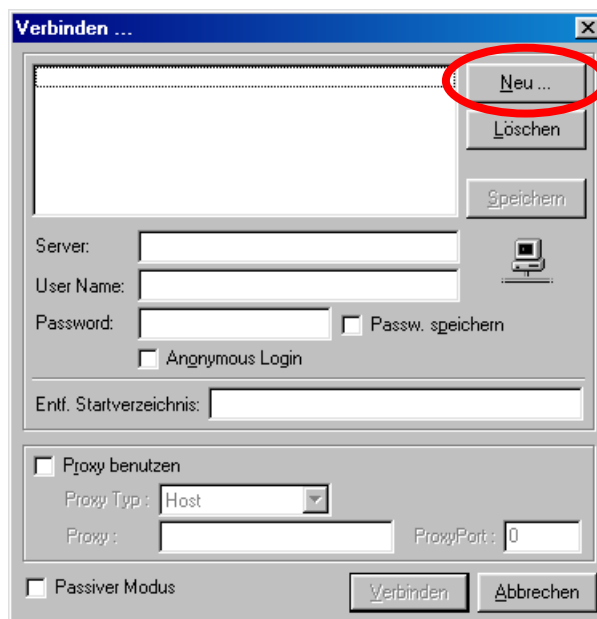 Verbinden ...
Neu ...
Löschen
Speichern
Server:
User Name:
Password:
Passw. speichern
Anonymous Login
Entf. Startverzeichnis:
Proxy benutzen
Proxy Typ : Host
Proxy : ProxyPort : 0
Passiver Modus
Verbinden
Abbrechen